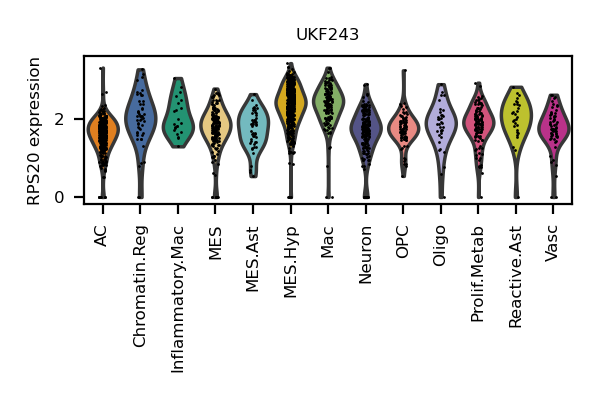 UKF243
RPS20 expression
2
0
AC
Chromatin.Reg
Inflammatory.Mac
MES
MES.Ast
MES.Hyp
Mac
Neuron
OPC
Oligo
Prolif.Metab
Reactive.Ast
Vasc